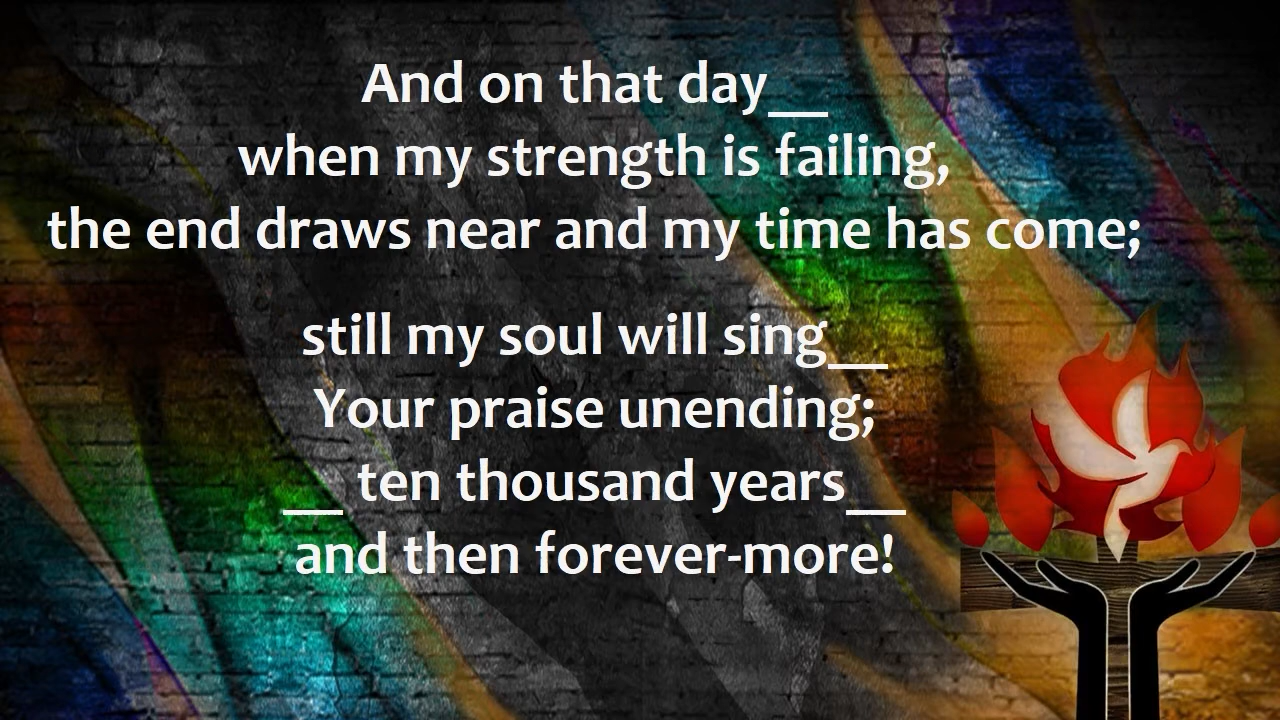 And on that day__
when my strength is failing,
the end draws near and my time has come;
still my soul will sing__
Your praise unending;
__ ten thousand years__
and then forever-more!